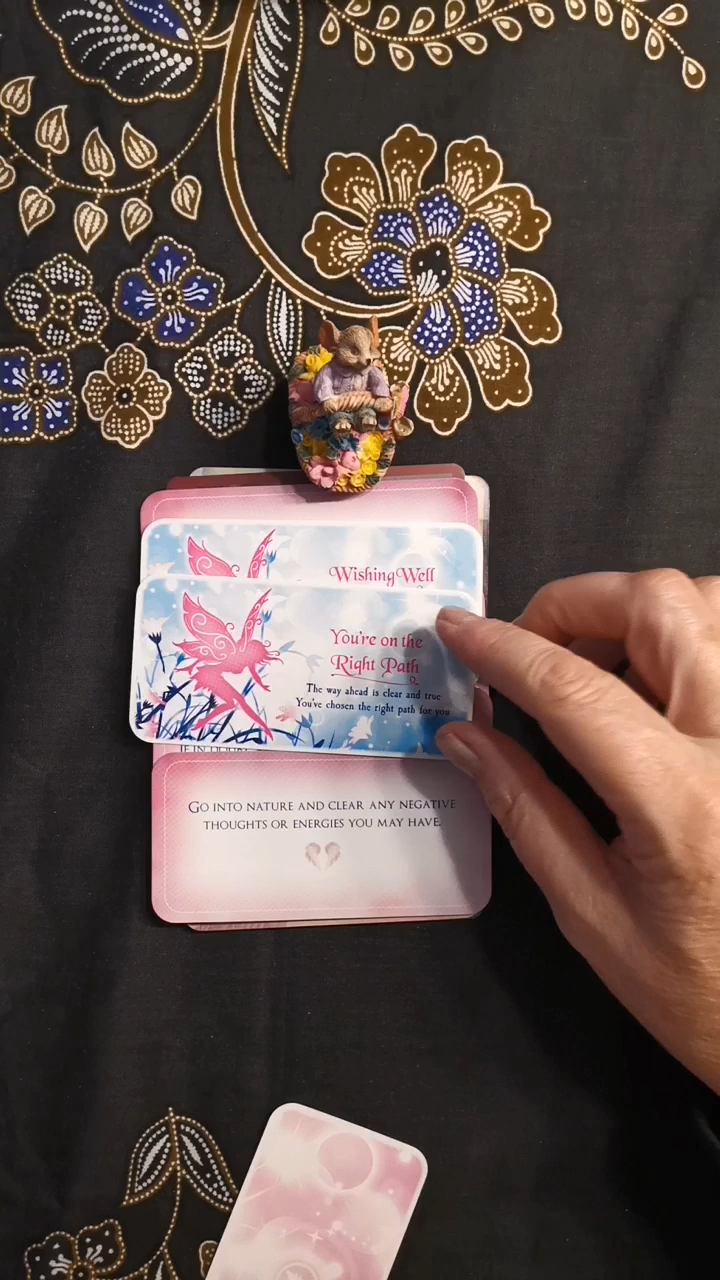 Wishing Well
You're on the
Right Path
The way ahead is clear and true
You've chosen the right path for you
Go into nature and clear any negative
thoughts or energies you may have.